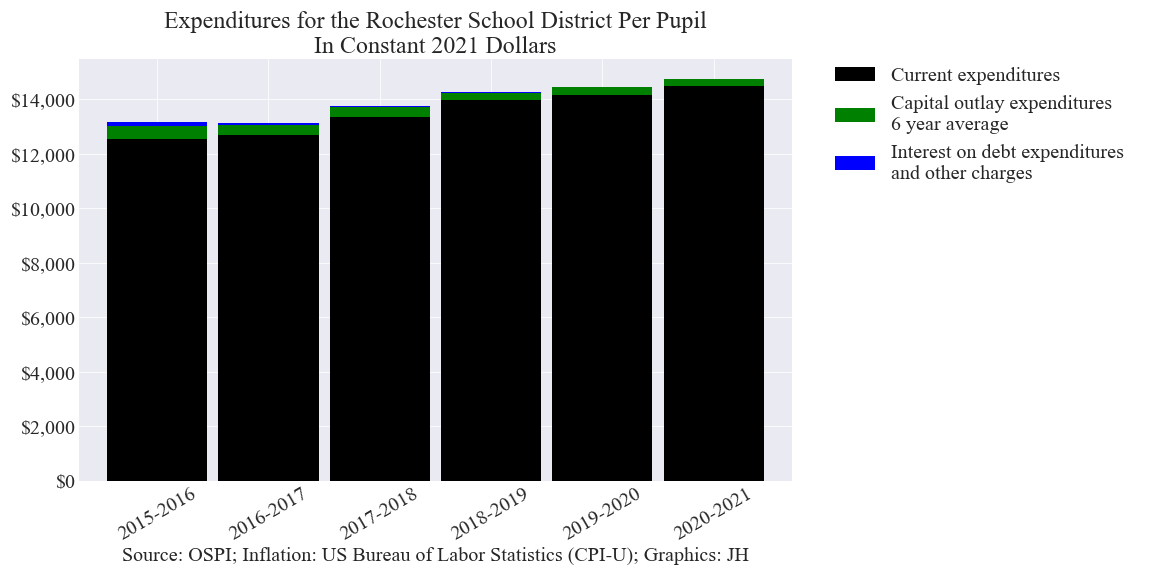 Expenditures for the Rochester School District Per Pupil
In Constant 2021 Dollars
$14,000
$12,000
$10,000
$8,000
$6,000
$4,000
$2,000
$0
2015-2016
2016-2017
2017-2018
2018-2019
2019-2020
2020-2021
Source: OSPI; Inflation: US Bureau of Labor Statistics (CPI-U); Graphics: JH
Current expenditures
Capital outlay expenditures
6 year average
Interest on debt expenditures
and other charges